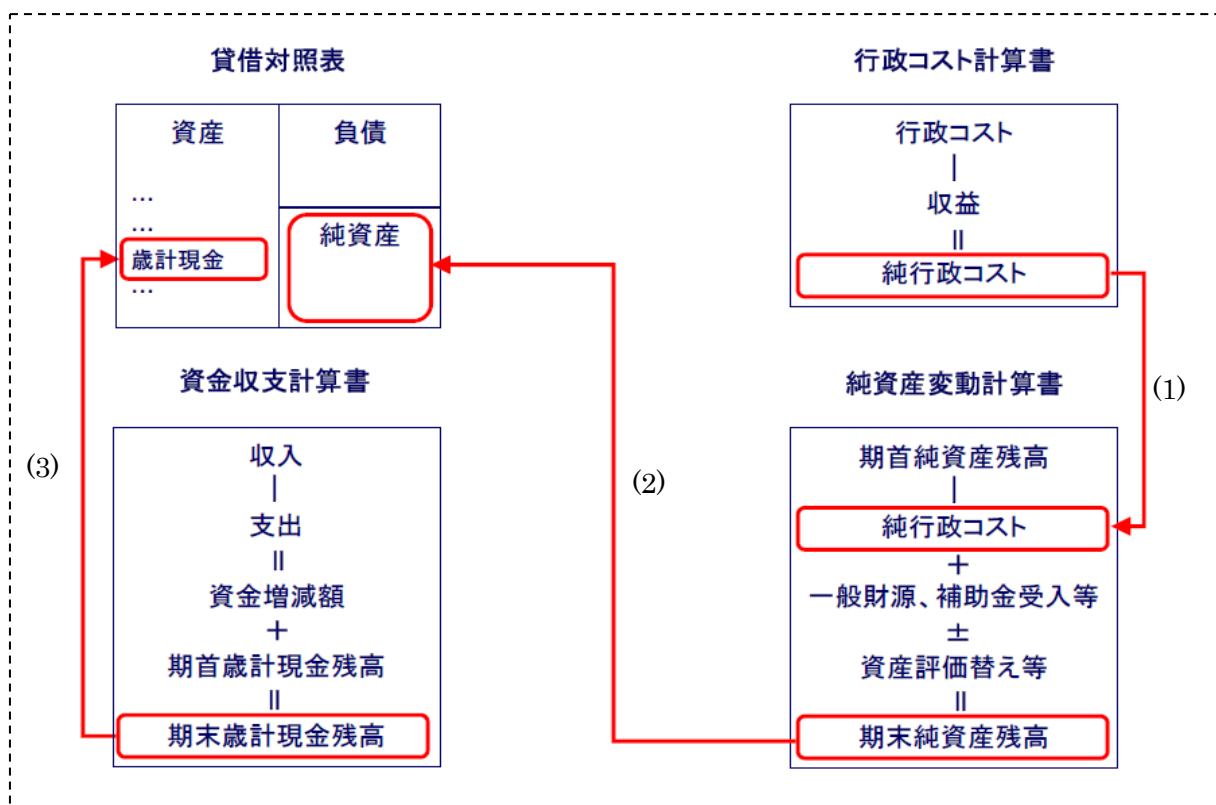 貸借対照表
資産
負債
…
…
歳計現金
…
純資産
行政コスト計算書
行政コスト
|
収益
||
純行政コスト
(1)
資金収支計算書
収入
|
支出
||
資金増減額
＋
期首歳計現金残高
||
期末歳計現金残高
(3)
(2)
純資産変動計算書
期首純資産残高
|
純行政コスト
＋
一般財源、補助金受入等
±
資産評価替え等
||
期末純資産残高